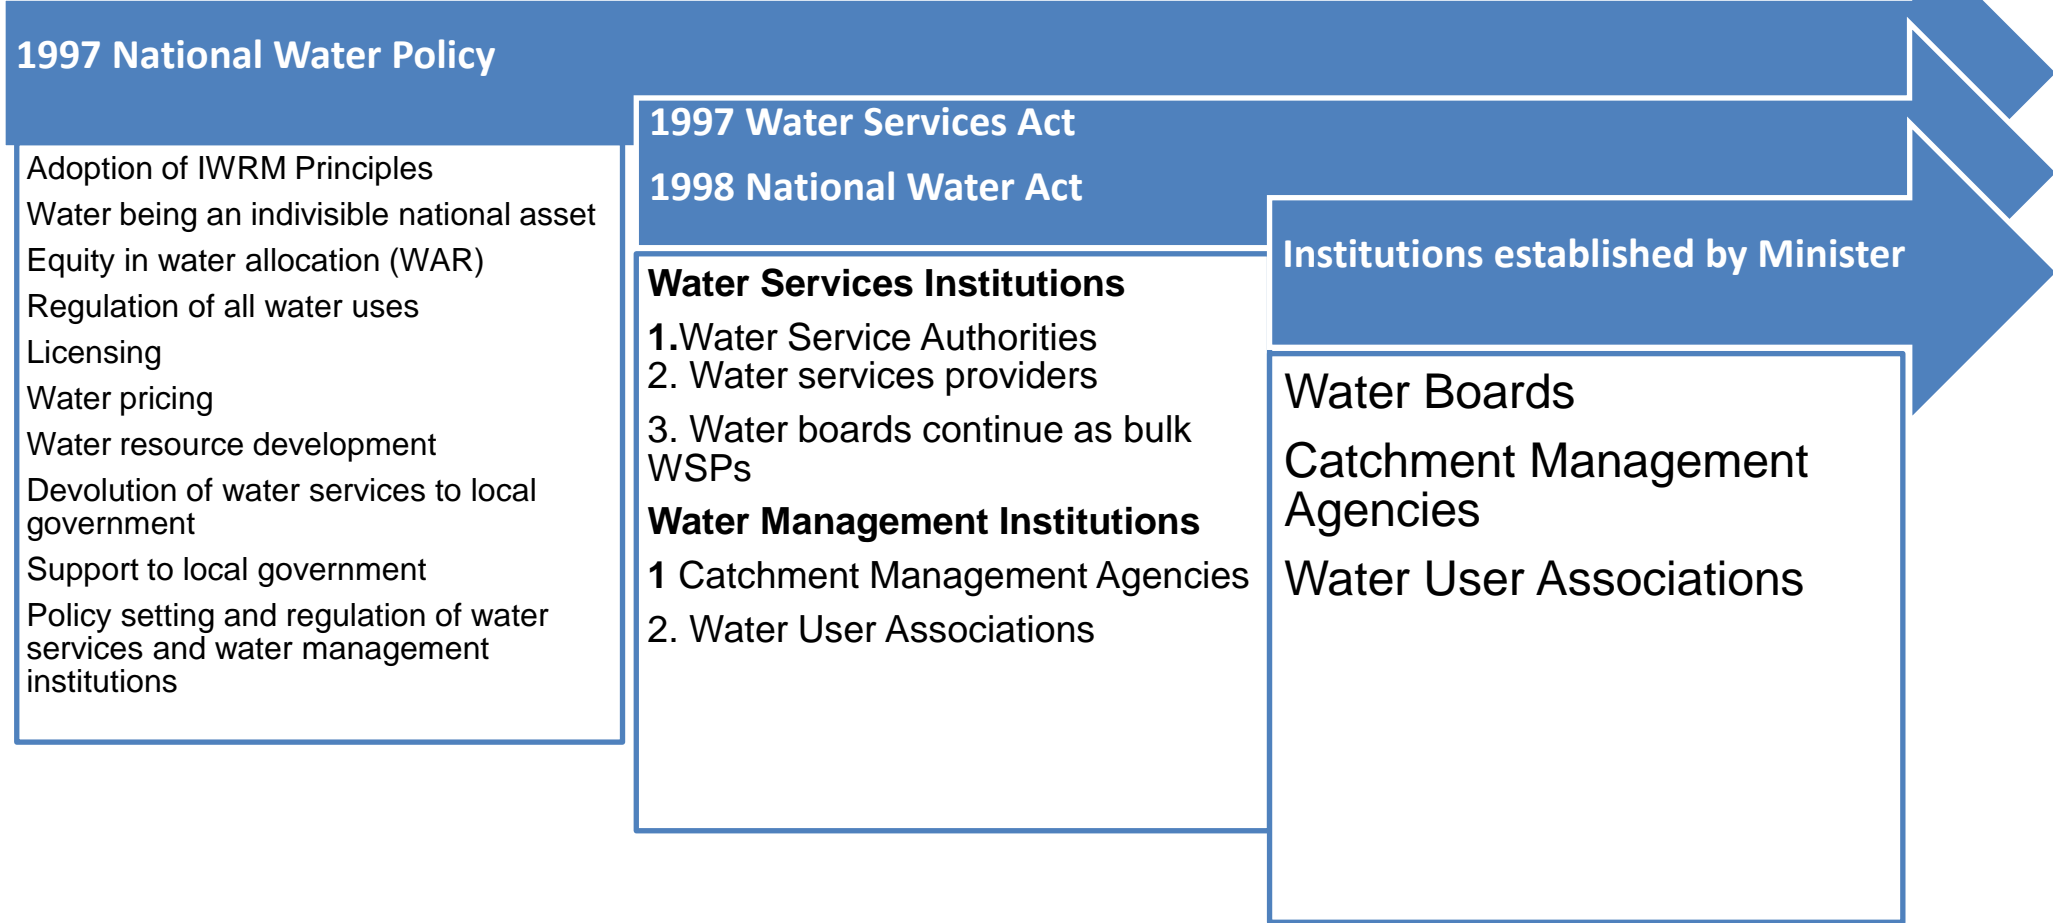 1997 National Water Policy
Adoption of IWRM Principles
Water being an indivisible national asset
Equity in water allocation (WAR)
Regulation of all water uses
Licensing
Water pricing
Water resource development
Devolution of water services to local
government
Support to local government
Policy setting and regulation of water
services and water management
institutions
1997 Water Services Act
1998 National Water Act
Water Services Institutions
1.Water Service Authorities
2. Water services providers
3. Water boards continue as bulk
WSPs
Water Management Institutions
1 Catchment Management Agencies
2. Water User Associations
Institutions established by Minister
Water Boards
Catchment Management
Agencies
Water User Associations